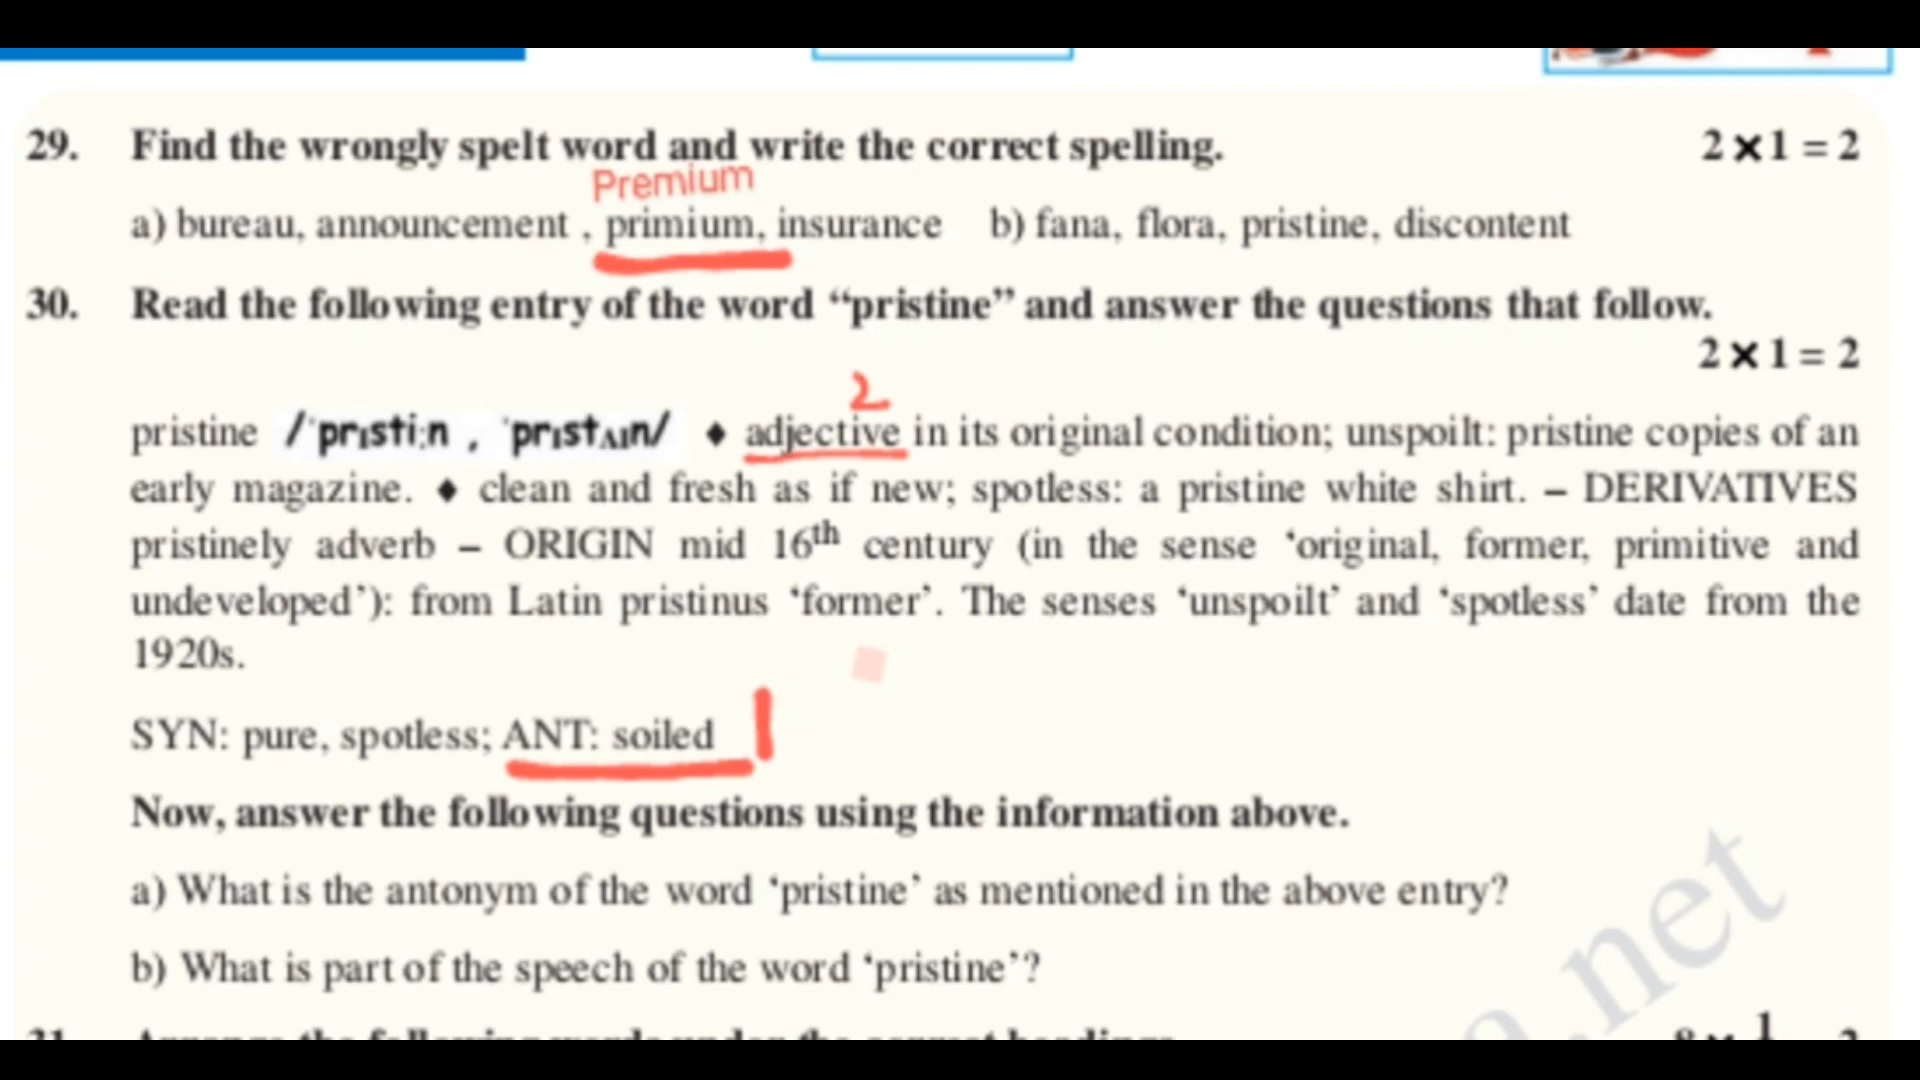 29. Find the wrongly spelt word and write the correct spelling. 2 × 1 = 2
Premium
a) bureau, announcement , primium, insurance b) fana, flora, pristine, discontent
30. Read the following entry of the word “pristine” and answer the questions that follow.
2 × 1 = 2
2
pristine /ˈprɪstiːn , ˈprɪstʌɪn/ ♦ adjective in its original condition; unspoilt: pristine copies of an
early magazine. ♦ clean and fresh as if new; spotless: a pristine white shirt. – DERIVATIVES
pristinely adverb – ORIGIN mid 16th century (in the sense ‘original, former, primitive and
undeveloped’): from Latin pristinus ‘former’. The senses ‘unspoilt’ and ‘spotless’ date from the
1920s.
SYN: pure, spotless; ANT: soiled 1
Now, answer the following questions using the information above.
a) What is the antonym of the word ‘pristine’ as mentioned in the above entry?
b) What is part of the speech of the word ‘pristine’?
.net